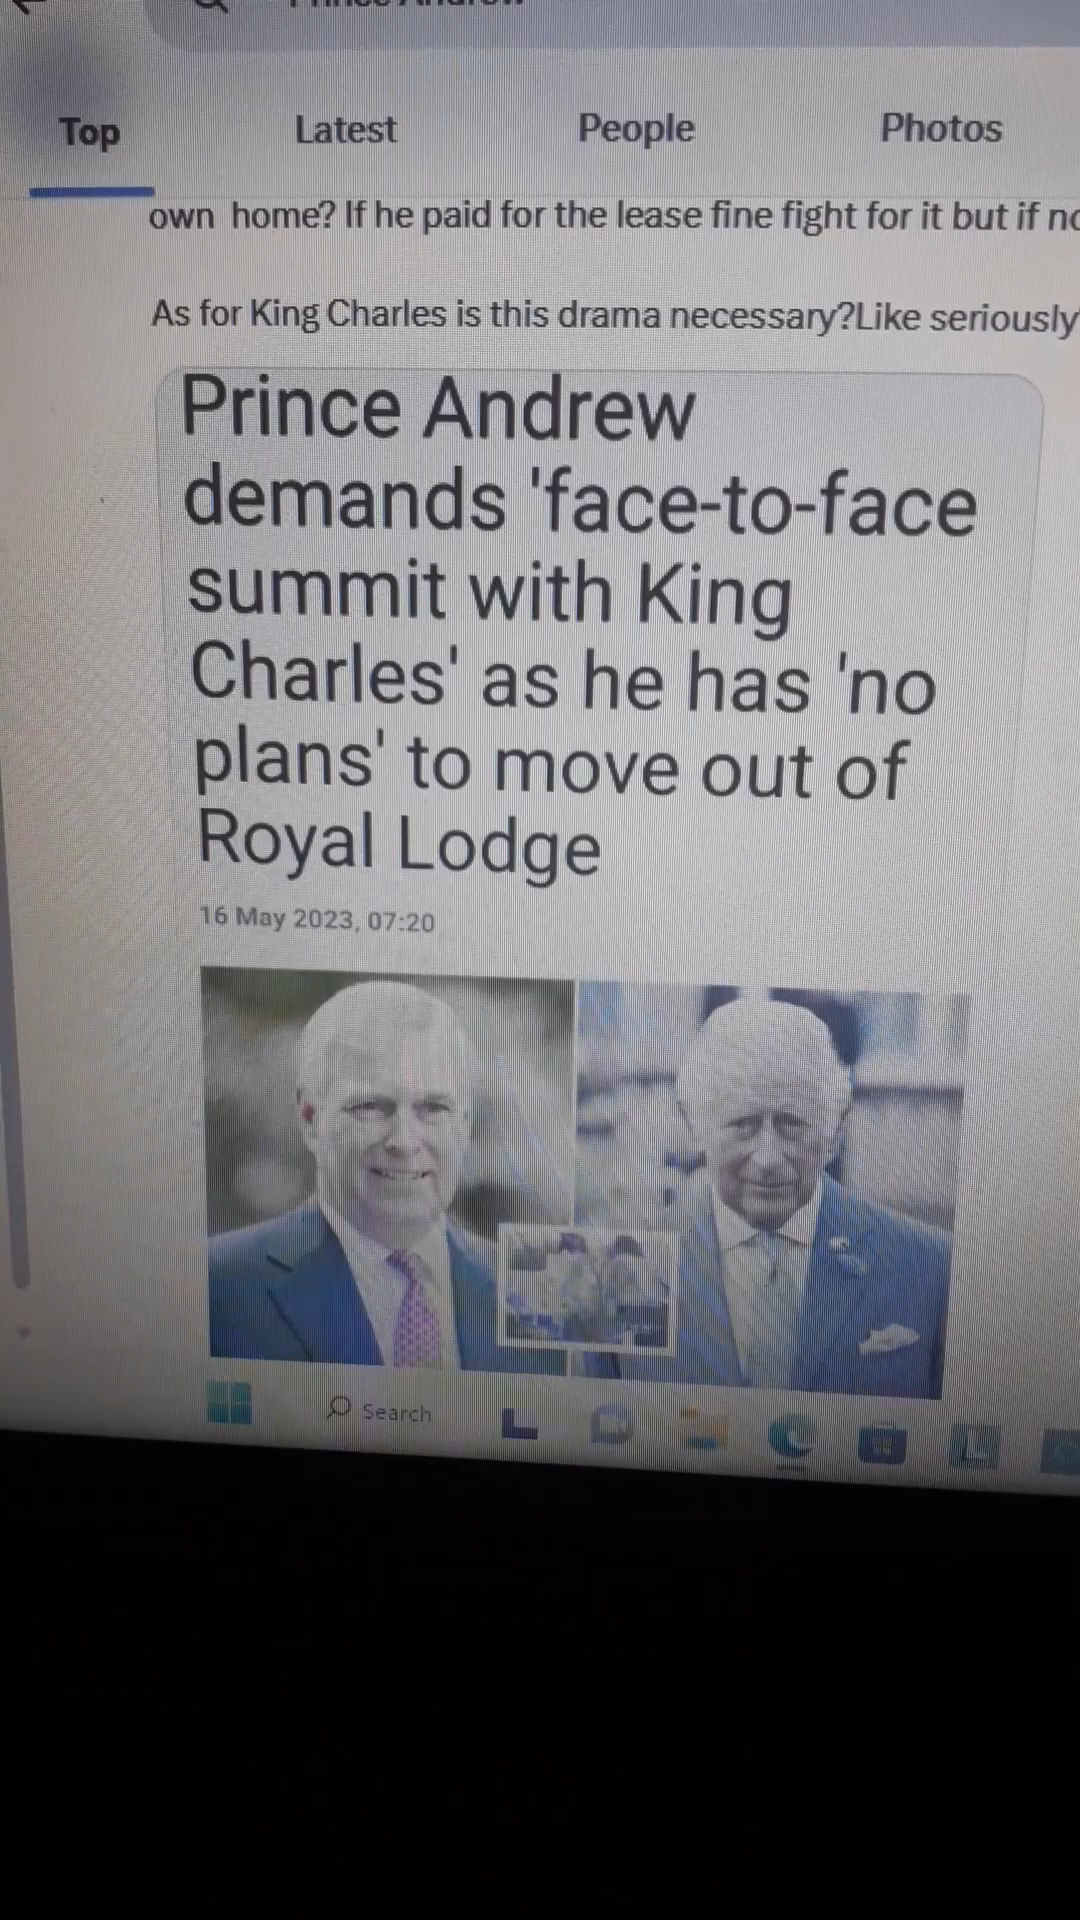 Top Latest People Photos
own home? If he paid for the lease fine fight for it but if
As for King Charles is this drama necessary?Like seriously
Prince Andrew
demands 'face-to-face
summit with King
Charles' as he has 'no
plans' to move out of
Royal Lodge
16 May 2023, 07:20
Search